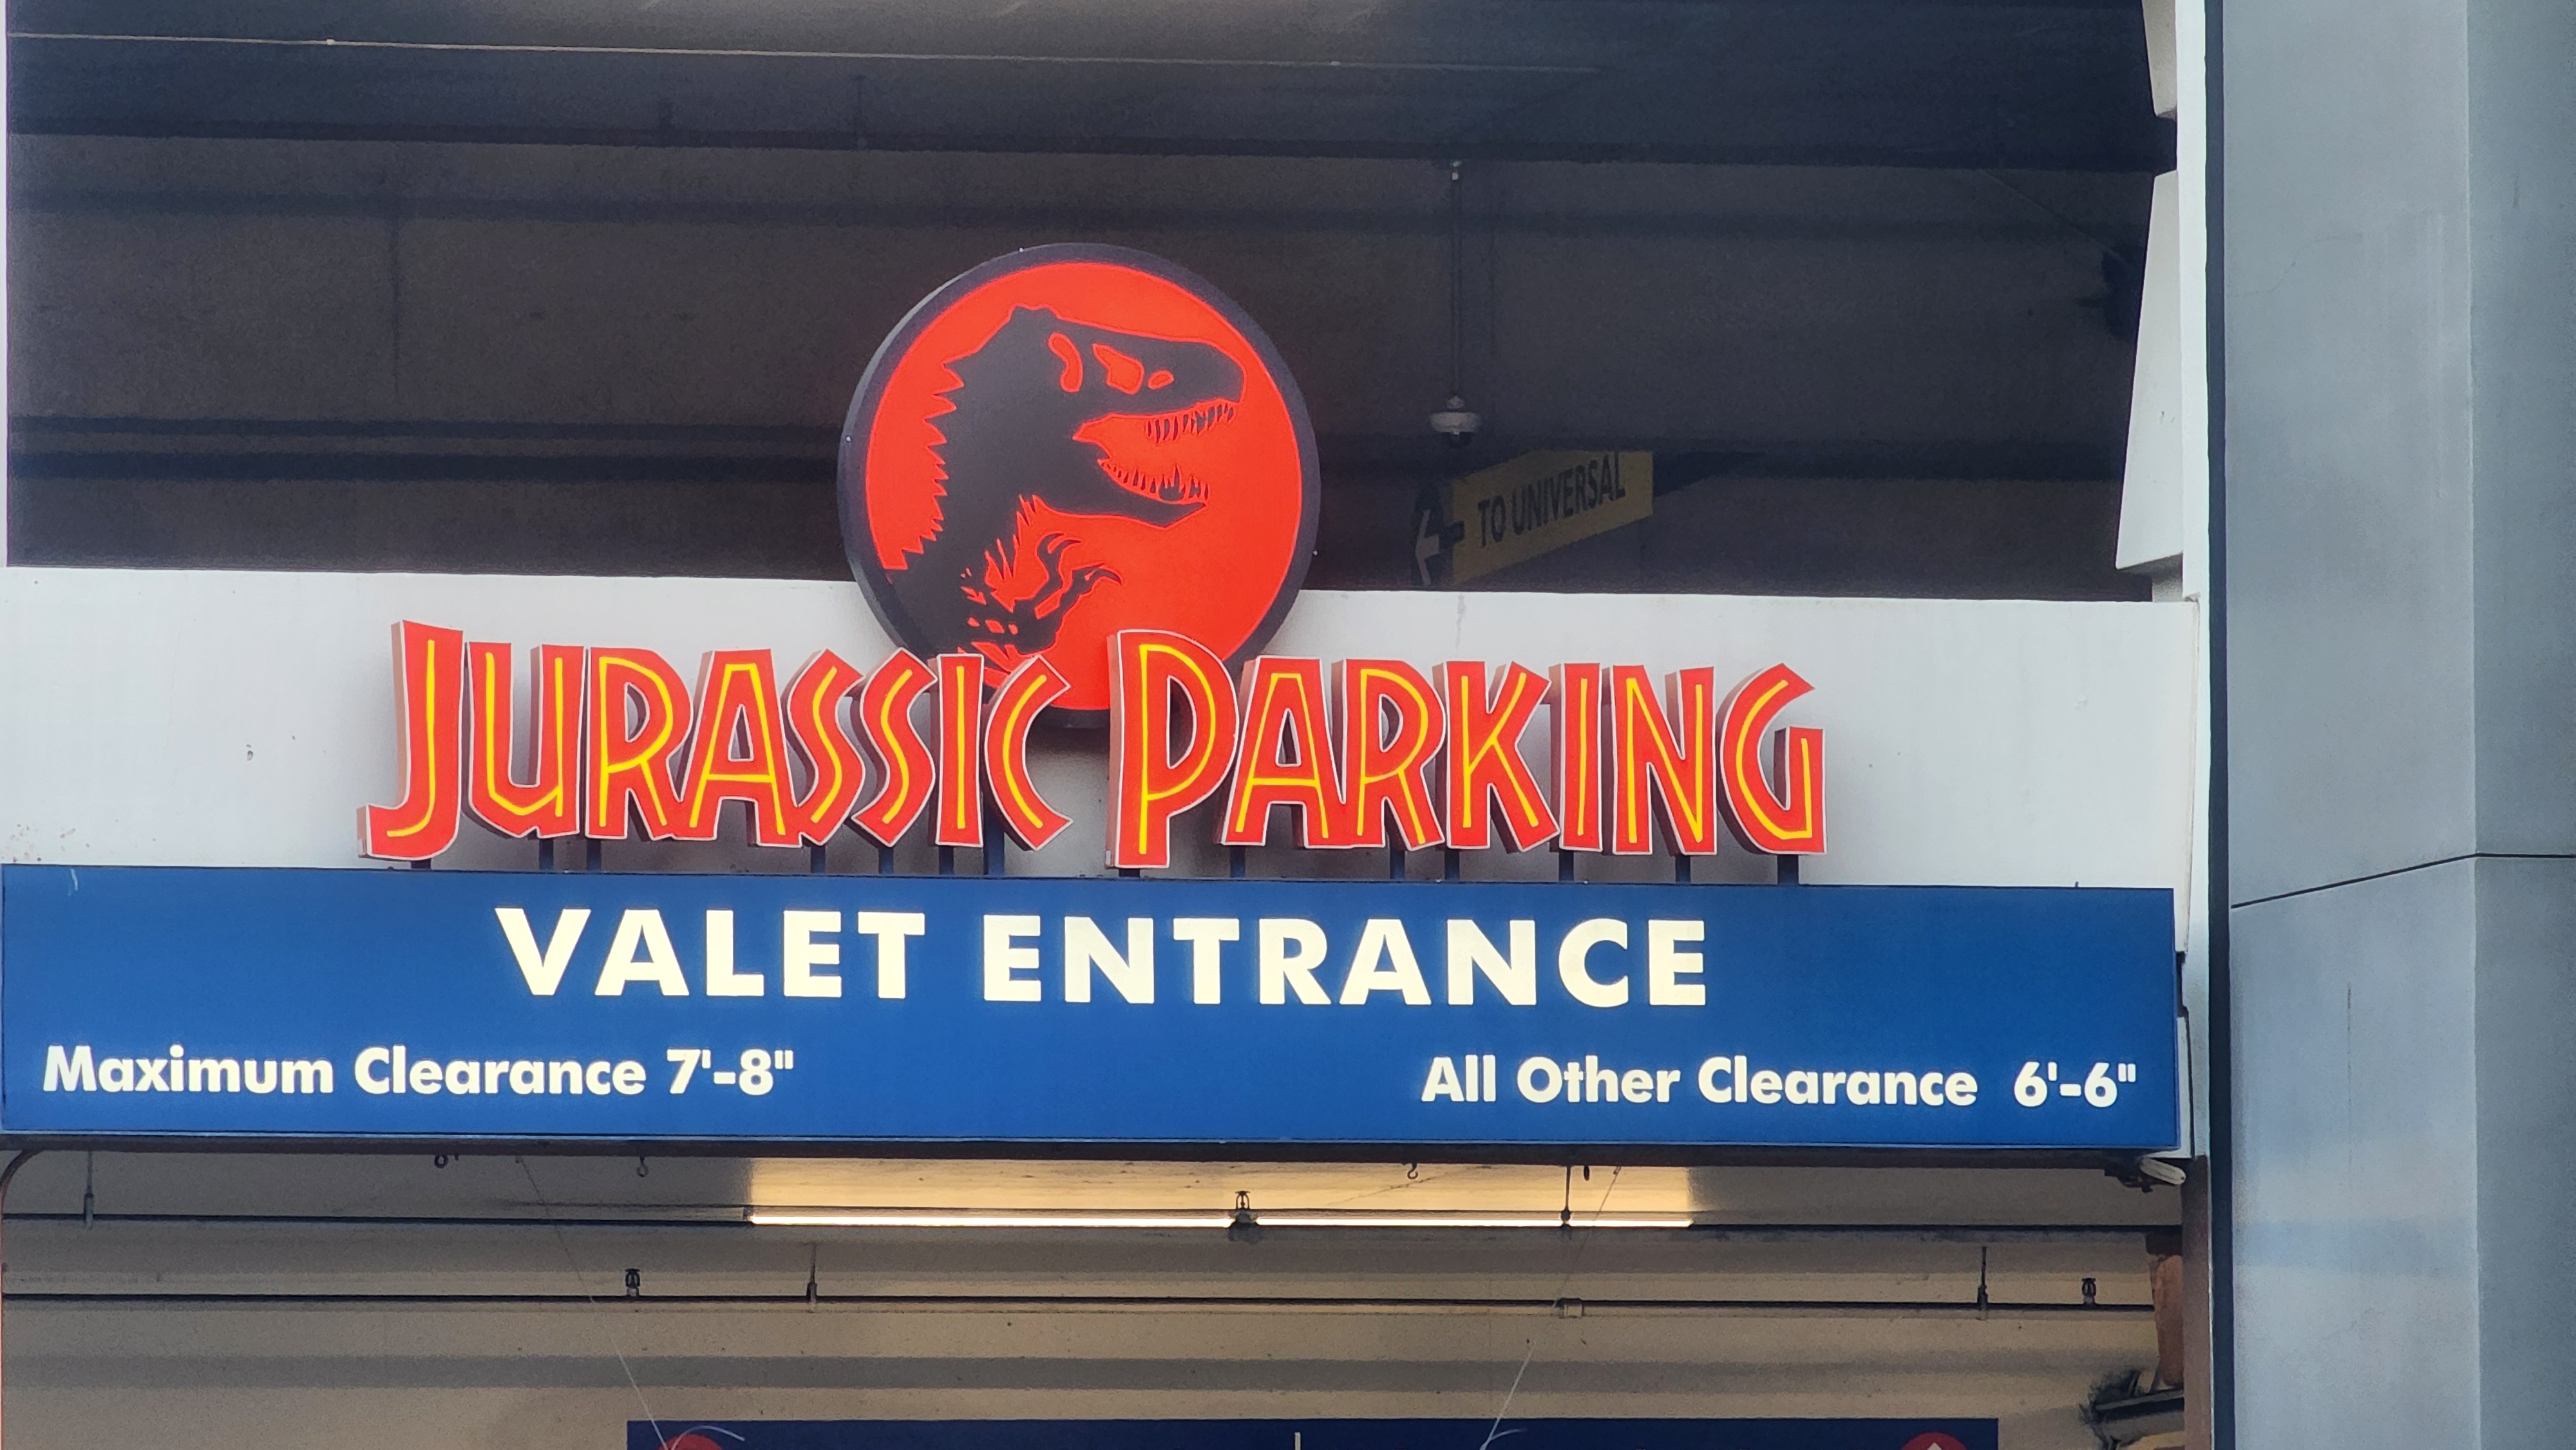 TO UNIVERSAL
JURASSIC PARKING
VALET ENTRANCE
Maximum Clearance 7'-8"
All Other Clearance 6'-6"